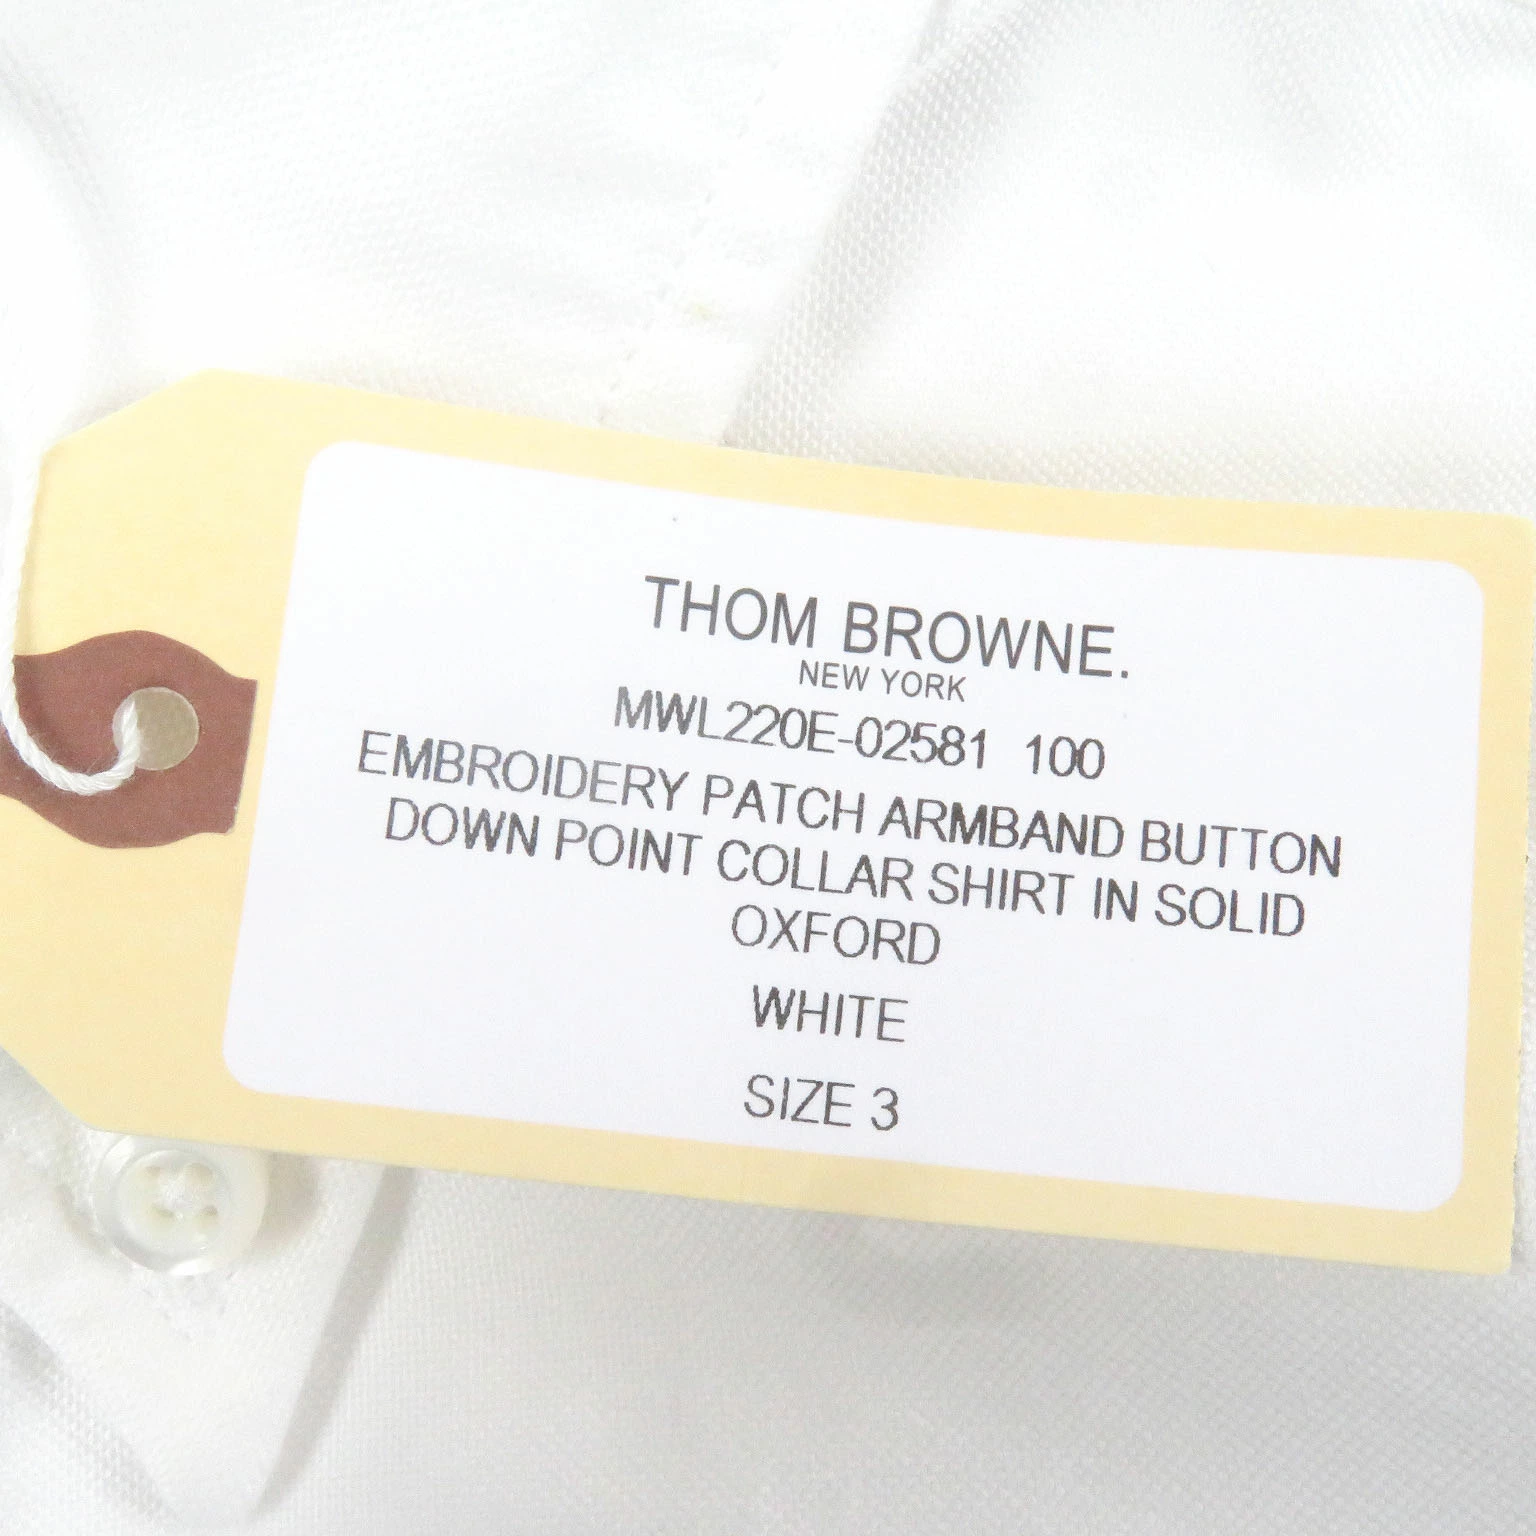 THOM BROWNE.
NEW YORK
MWL220E-02581 100
EMBROIDERY PATCH ARMBAND BUTTON
DOWN POINT COLLAR SHIRT IN SOLID
OXFORD
WHITE
SIZE 3